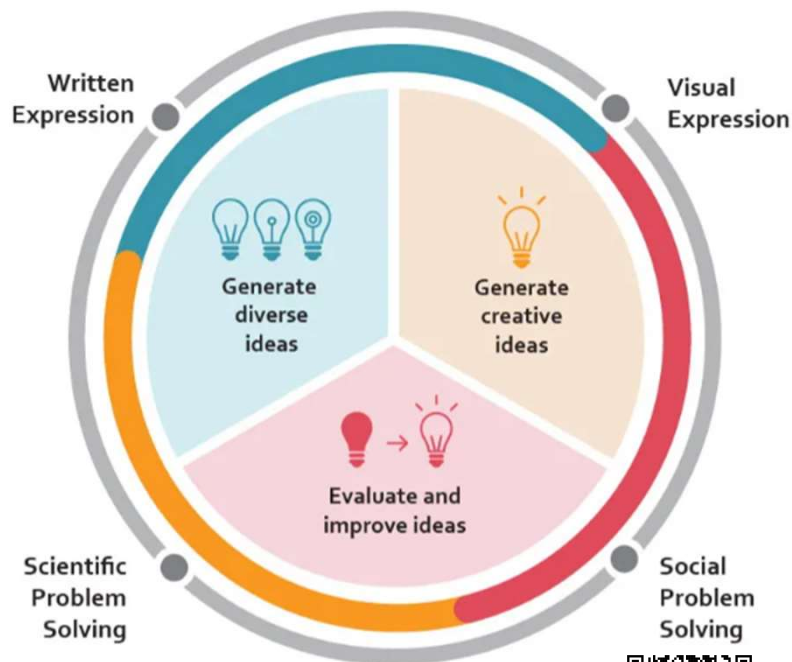 Written
Expression
Visual
Expression
Generate
diverse
ideas
Generate
creative
ideas
Evaluate and
improve ideas
Scientific
Problem
Solving
Social
Problem
Solving